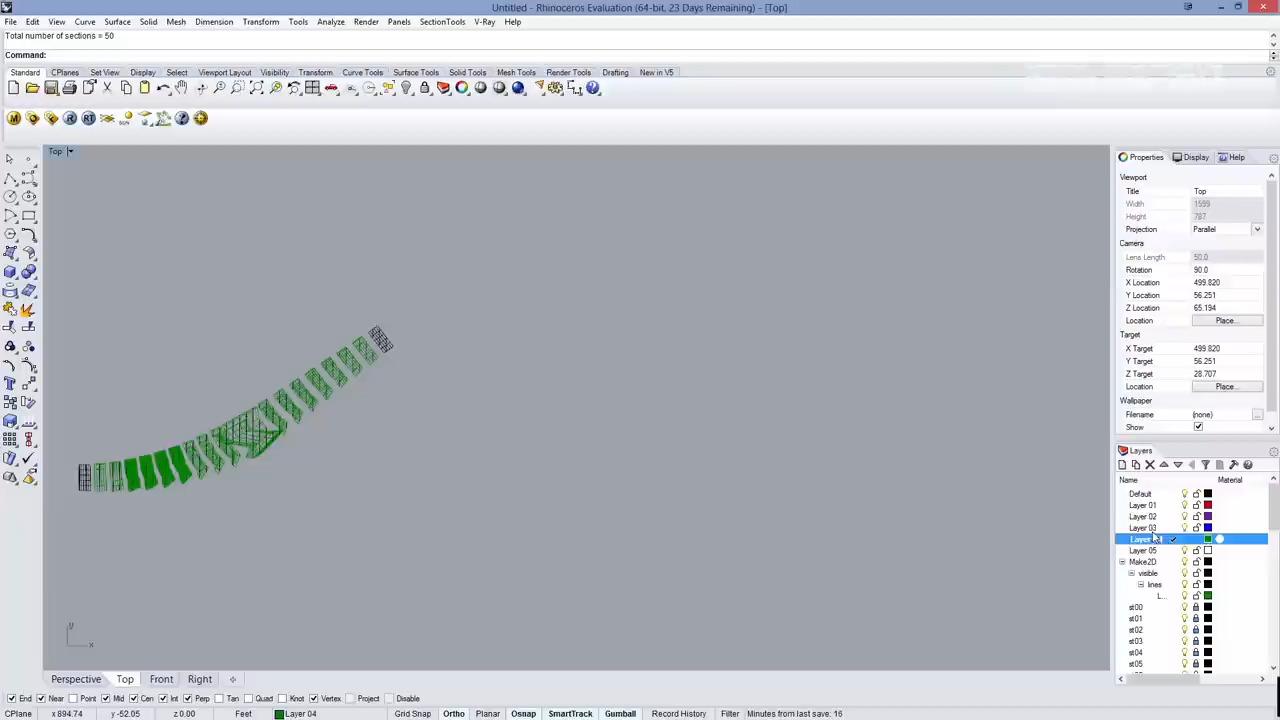 Untitled - Rhinoceros Evaluation (64-bit, 23 Days Remaining) - [Top]
File Edit View Curve Surface Solid Mesh Dimension Transform Tools Analyze Render Panels SectionTools V-Ray Help
Total number of sections = 50
Command:
Standard CPlanes Set View Display Select Viewport Layout Visibility Transform Curve Tools Surface Tools Solid Tools Mesh Tools Render Tools Drafting New in V5
Top
Properties Display Help
Viewport
Title Top
Width 1599
Height 787
Projection Parallel
Camera
Lens Length 50.0
Rotation 90.0
X Location 499.820
Y Location 56.251
Z Location 65.194
Location Place...
Target
X Target 499.820
Y Target 56.251
Z Target 28.707
Location Place...
Wallpaper
Filename (none) ...
Show
Layers
Name Material
Default
Layer 01
Layer 02
Layer 03
Layer
Layer 05
Make2D
visible
lines
L...
st00
st01
st02
st03
st04
st05
y
x
Perspective Top Front Right
End Near Point Mid Cen Int Perp Tan Quad Knot Vertex Project Disable
CPlane x 894.74 y -52.05 z 0.00 Feet Layer 04 Grid Snap Ortho Planar Osnap SmartTrack Gumball Record History Filter Minutes from last save: 16